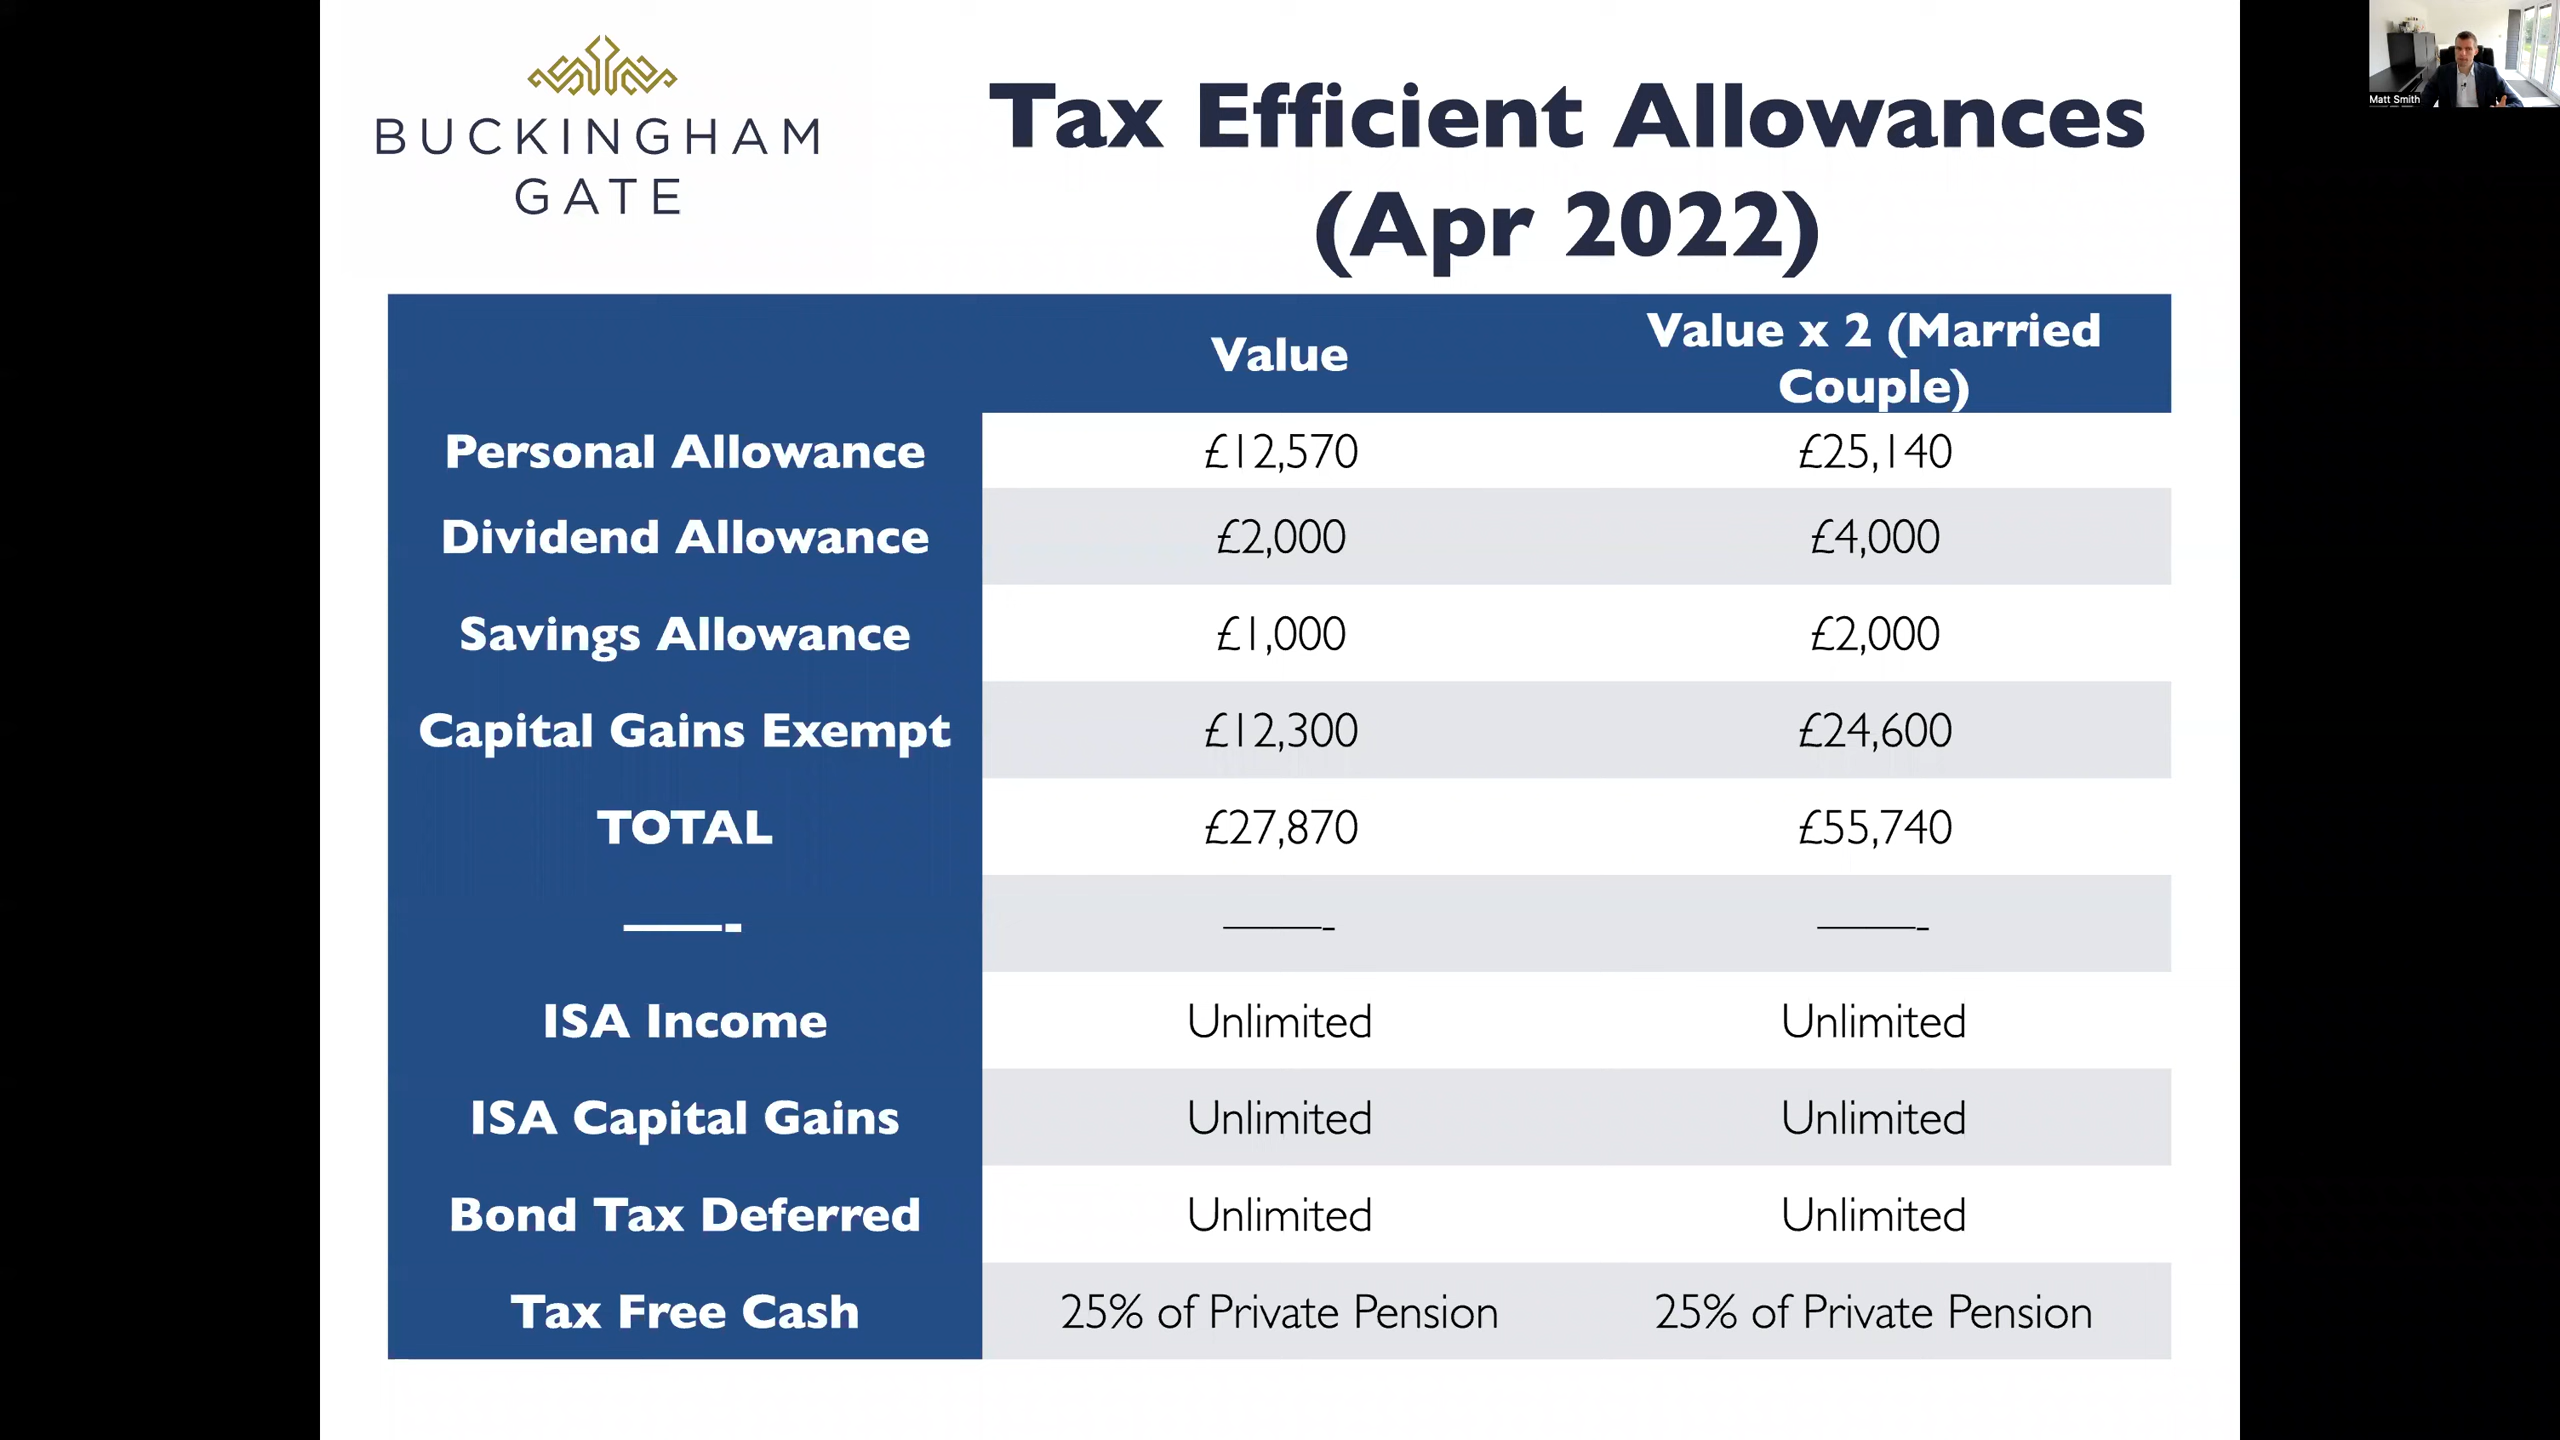 BUCKINGHAM
GATE
Tax Efficient Allowances
(Apr 2022)
Matt Smith
Value
Value x 2 (Married
Couple)
Personal Allowance £12,570 £25,140
Dividend Allowance £2,000 £4,000
Savings Allowance £1,000 £2,000
Capital Gains Exempt £12,300 £24,600
TOTAL £27,870 £55,740
——- ——- ——-
ISA Income Unlimited Unlimited
ISA Capital Gains Unlimited Unlimited
Bond Tax Deferred Unlimited Unlimited
Tax Free Cash 25% of Private Pension 25% of Private Pension